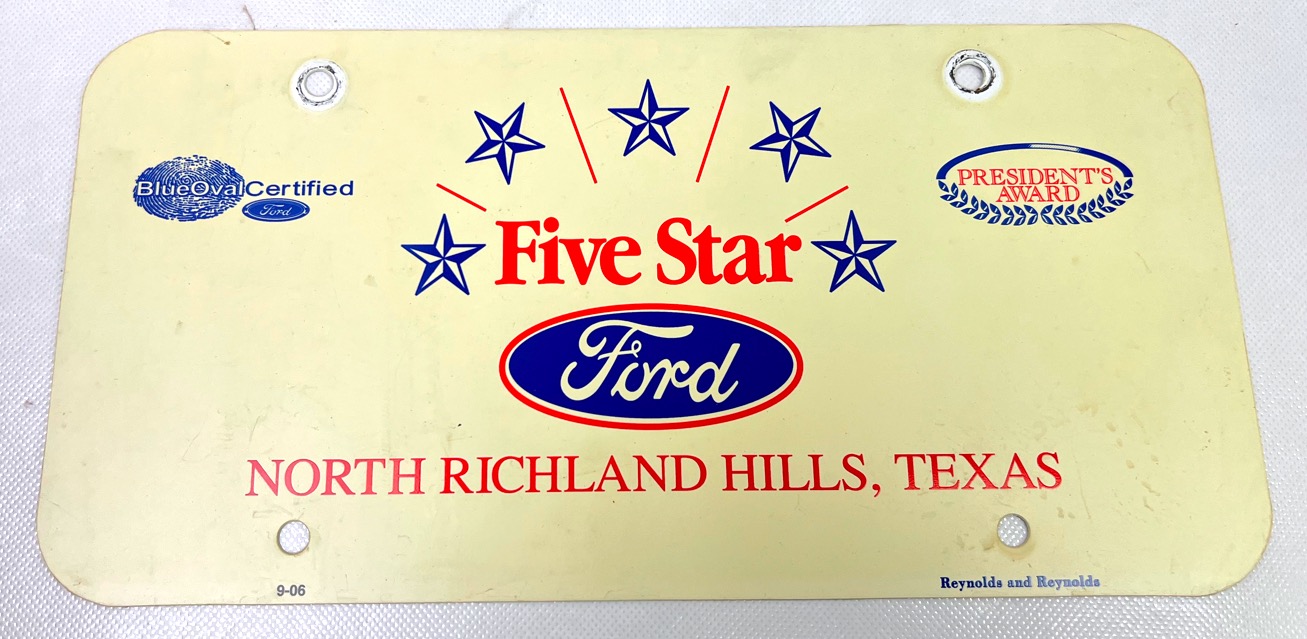 BlueOvalCertified
Ford
PRESIDENT'S
AWARD
Five Star
Ford
NORTH RICHLAND HILLS, TEXAS
9-06
Reynolds and Reynolds